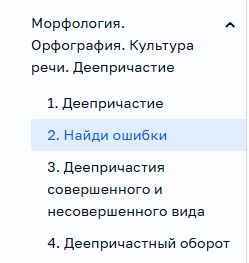 Морфология.
Орфография. Культура
речи. Деепричастие
1. Деепричастие
2. Найди ошибки
3. Деепричастия
совершенного и
несовершенного вида
4. Деепричастный оборот